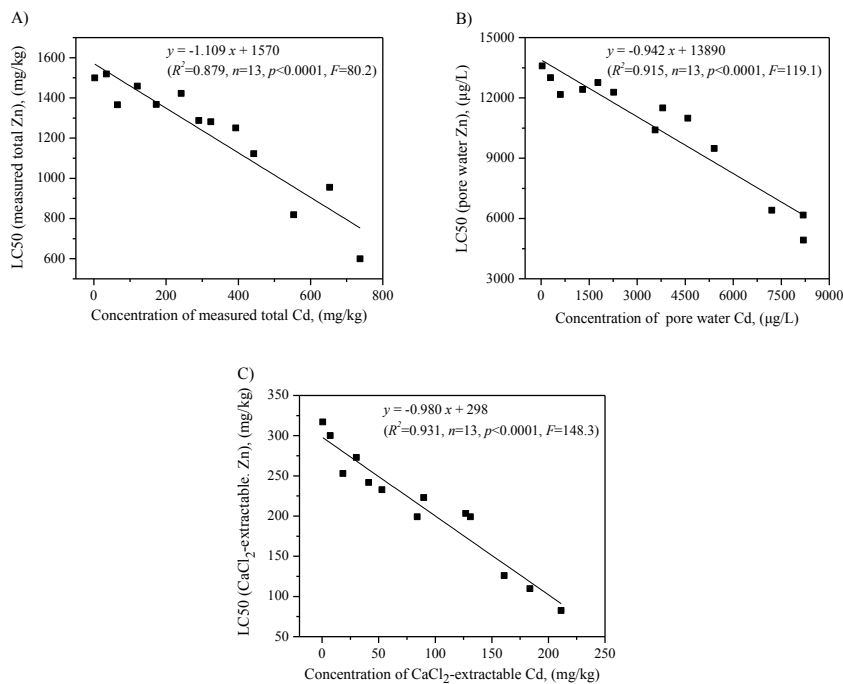 A)
y = -1.109 x + 1570
(R²=0.879, n=13, p<0.0001, F=80.2)
LC50 (measured total Zn), (mg/kg)
1600
1400
1200
1000
800
600
0 200 400 600 800
Concentration of measured total Cd, (mg/kg)
B)
y = -0.942 x + 13890
(R²=0.915, n=13, p<0.0001, F=119.1)
LC50 (pore water Zn), (µg/L)
15000
12000
9000
6000
3000
0 1500 3000 4500 6000 7500 9000
Concentration of pore water Cd, (µg/L)
C)
y = -0.980 x + 298
(R²=0.931, n=13, p<0.0001, F=148.3)
LC50 (CaCl₂-extractable. Zn), (mg/kg)
350
300
250
200
150
100
50
0 50 100 150 200 250
Concentration of CaCl₂-extractable Cd, (mg/kg)